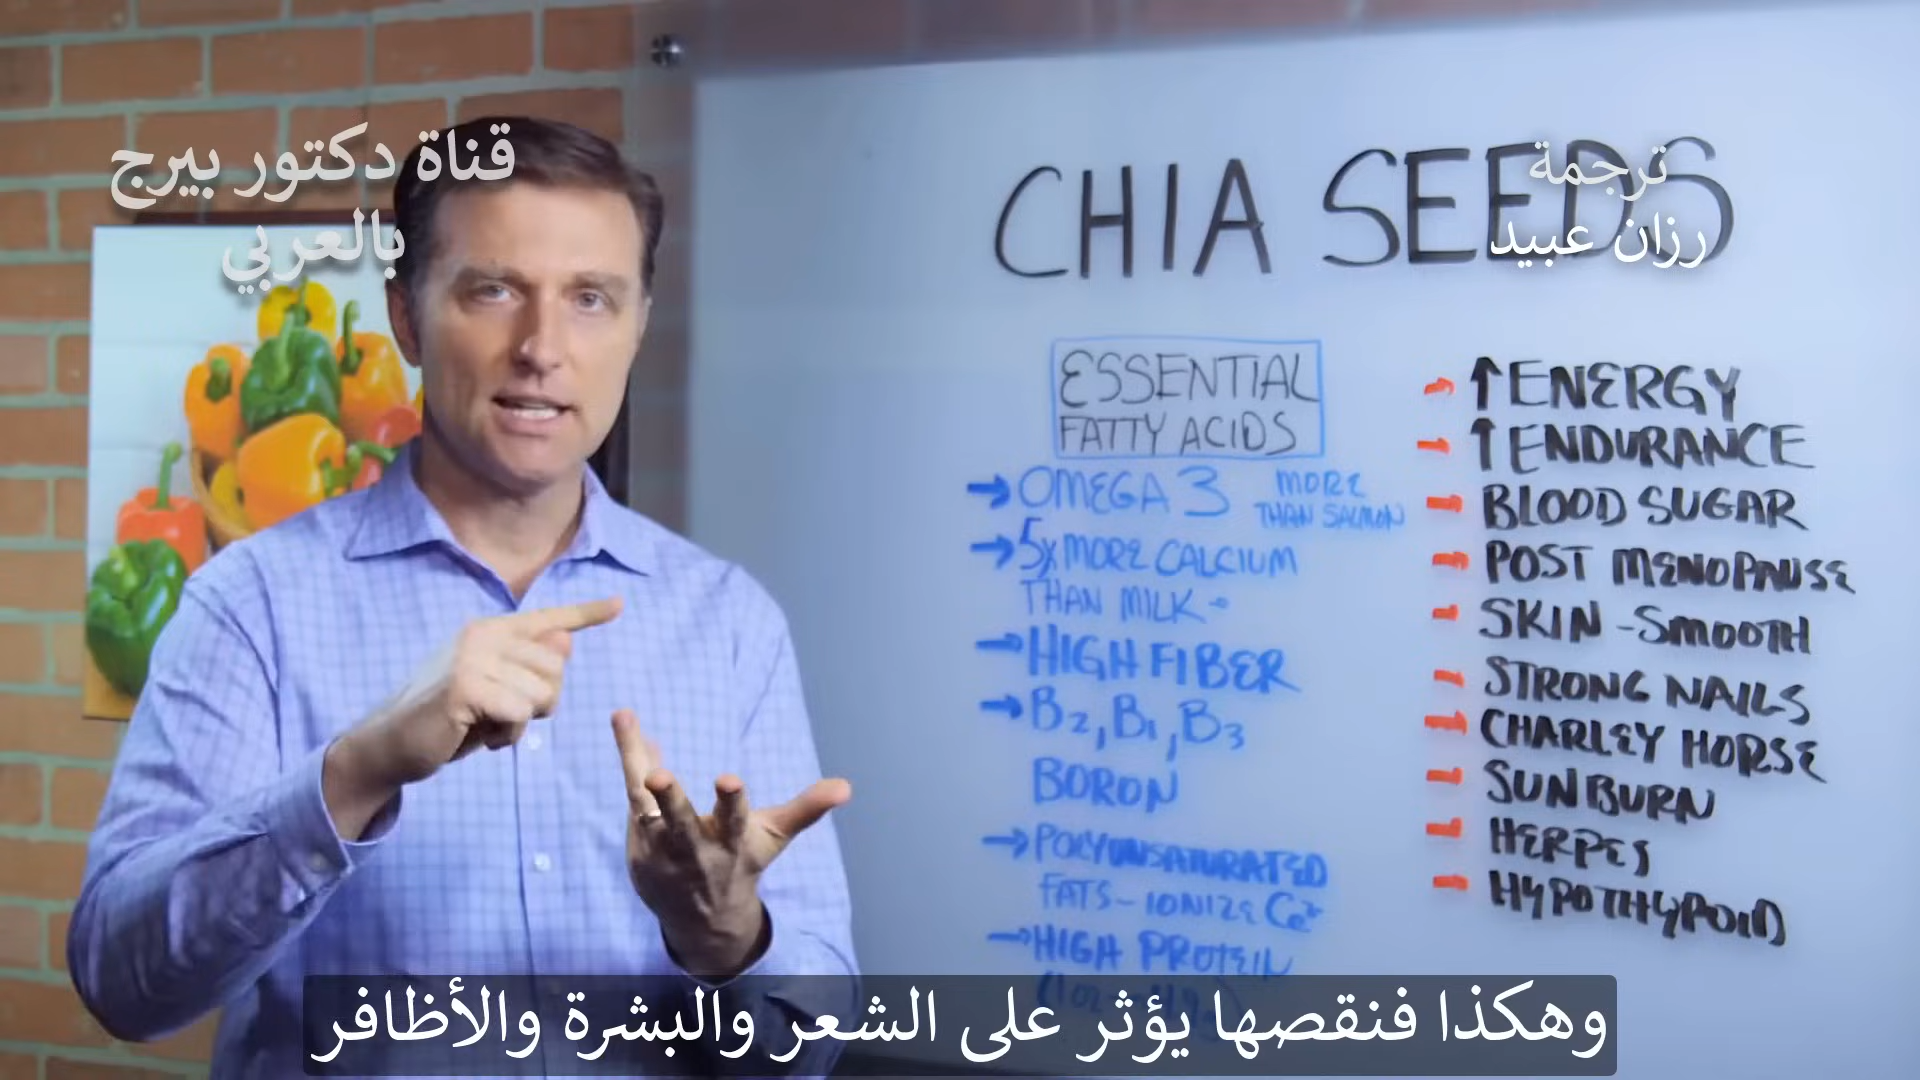 قناة دكتور بيرج
بالعربي
ترجمة
رزان عبيد
CHIA SEEDS
ESSENTIAL
FATTY ACIDS
→ OMEGA 3 MORE
THAN SALMON
→ 5x MORE CALCIUM
THAN MILK
→ HIGH FIBER
→ B2, B1, B3
BORON
→ POLYUNSATURATED
FATS - IONIZE Ca2+
→ HIGH PROTEIN
- ↑ ENERGY
- ↑ ENDURANCE
- BLOOD SUGAR
- POST MENOPAUSE
- SKIN - SMOOTH
- STRONG NAILS
- CHARLEY HORSE
- SUNBURN
- HERPES
- HYPOTHYROID
وهكذا فنقصها يؤثر على الشعر والبشرة والأظافر